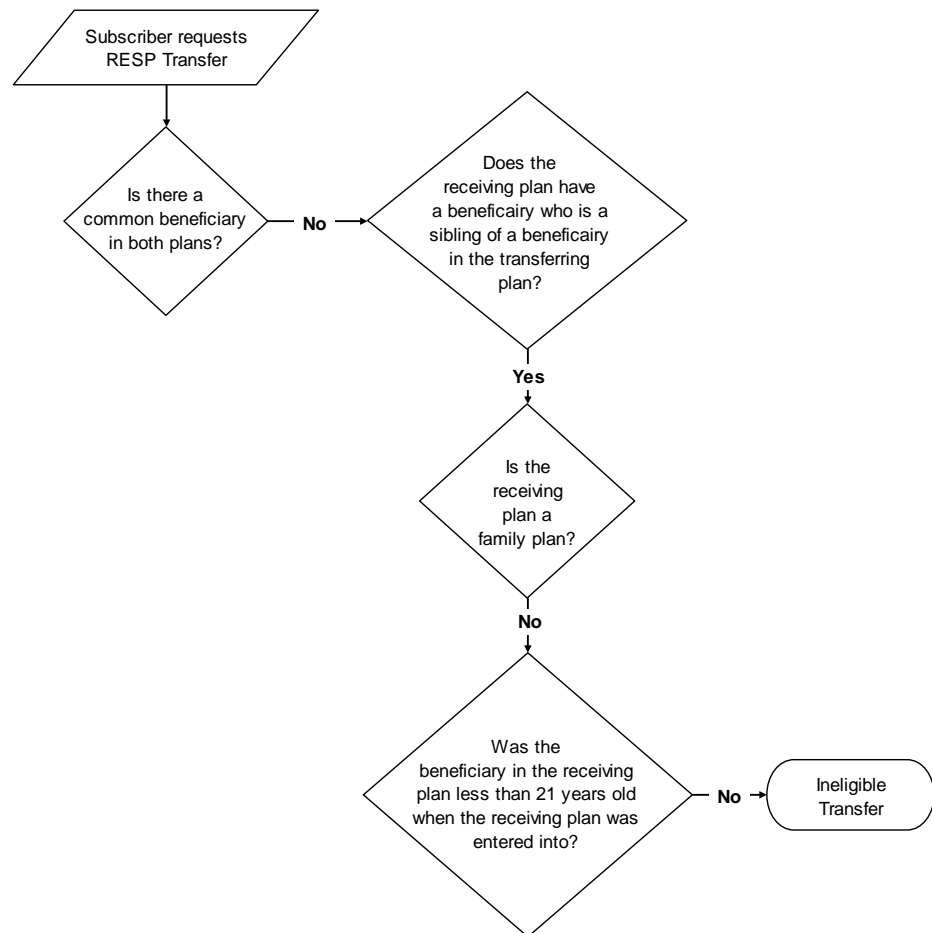 Subscriber requests
RESP Transfer
Is there a
common beneficiary
in both plans?
No
Does the
receiving plan have
a beneficairy who is a
sibling of a beneficairy
in the transferring
plan?
Yes
Is the
receiving
plan a
family plan?
No
Was the
beneficiary in the receiving
plan less than 21 years old
when the receiving plan was
entered into?
No
Ineligible
Transfer